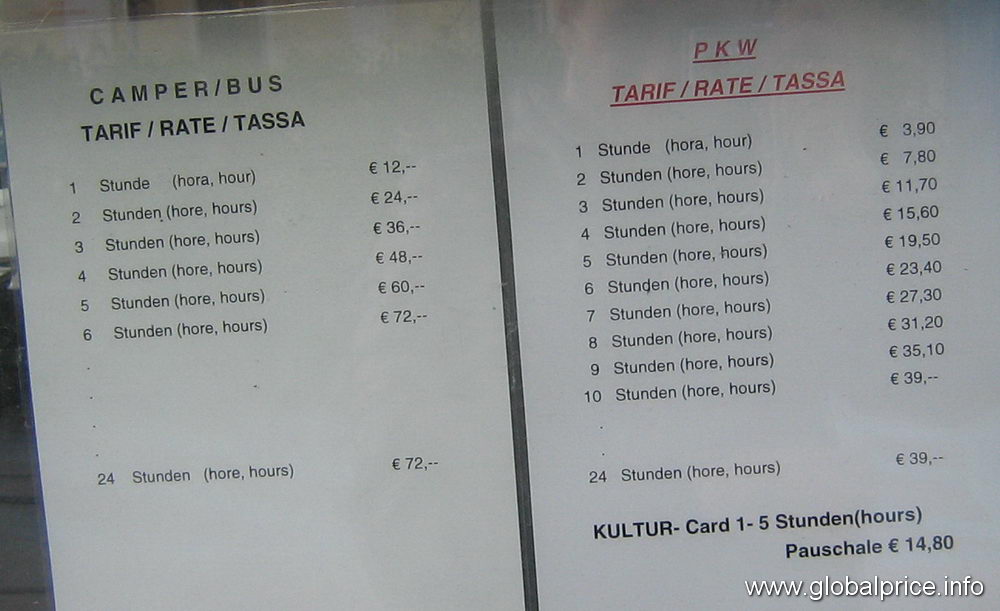 CAMPER/BUS
TARIF / RATE / TASSA
1 Stunde (hora, hour) € 12,--
2 Stunden (hore, hours) € 24,--
3 Stunden (hore, hours) € 36,--
4 Stunden (hore, hours) € 48,--
5 Stunden (hore, hours) € 60,--
6 Stunden (hore, hours) € 72,--
24 Stunden (hore, hours) € 72,--
PKW
TARIF / RATE / TASSA
1 Stunde (hora, hour) € 3,90
2 Stunden (hore, hours) € 7,80
3 Stunden (hore, hours) € 11,70
4 Stunden (hore, hours) € 15,60
5 Stunden (hore, hours) € 19,50
6 Stunden (hore, hours) € 23,40
7 Stunden (hore, hours) € 27,30
8 Stunden (hore, hours) € 31,20
9 Stunden (hore, hours) € 35,10
10 Stunden (hore, hours) € 39,--
24 Stunden (hore, hours) € 39,--
KULTUR- Card 1- 5 Stunden(hours)
Pauschale € 14,80
www.globalprice.info